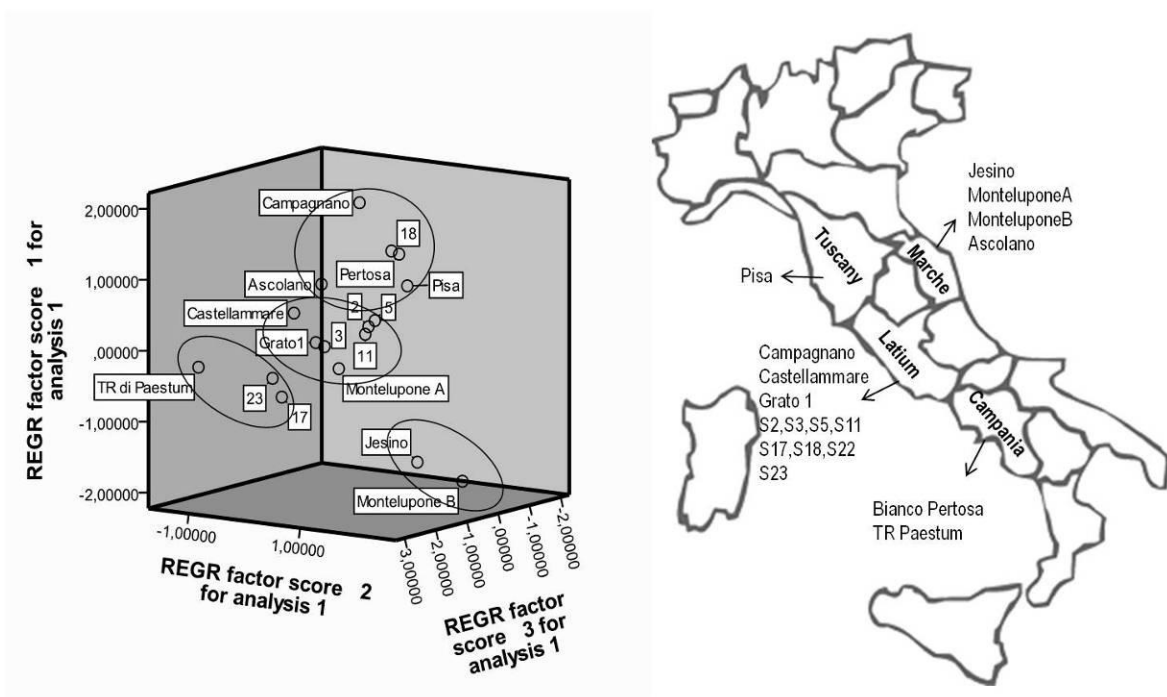 REGR factor score 1 for
analysis 1
2,00000
1,00000
,00000
-1,00000
-2,00000
Campagnano
18
Pertosa
Pisa
Ascolano
2
5
Castellammare
Grato1
3
11
TR di Paestum
Montelupone A
23
17
Jesino
Montelupone B
-1,00000
1,00000
REGR factor score 2
for analysis 1
3,00000
2,00000
1,00000
,00000
-1,00000
-2,00000
REGR factor
score 3 for
analysis 1
Jesino
MonteluponeA
MonteluponeB
Ascolano
Tuscany
Marche
Pisa
Latium
Campagnano
Castellammare
Grato 1
S2,S3,S5,S11
S17,S18,S22
S23
Campania
Bianco Pertosa
TR Paestum